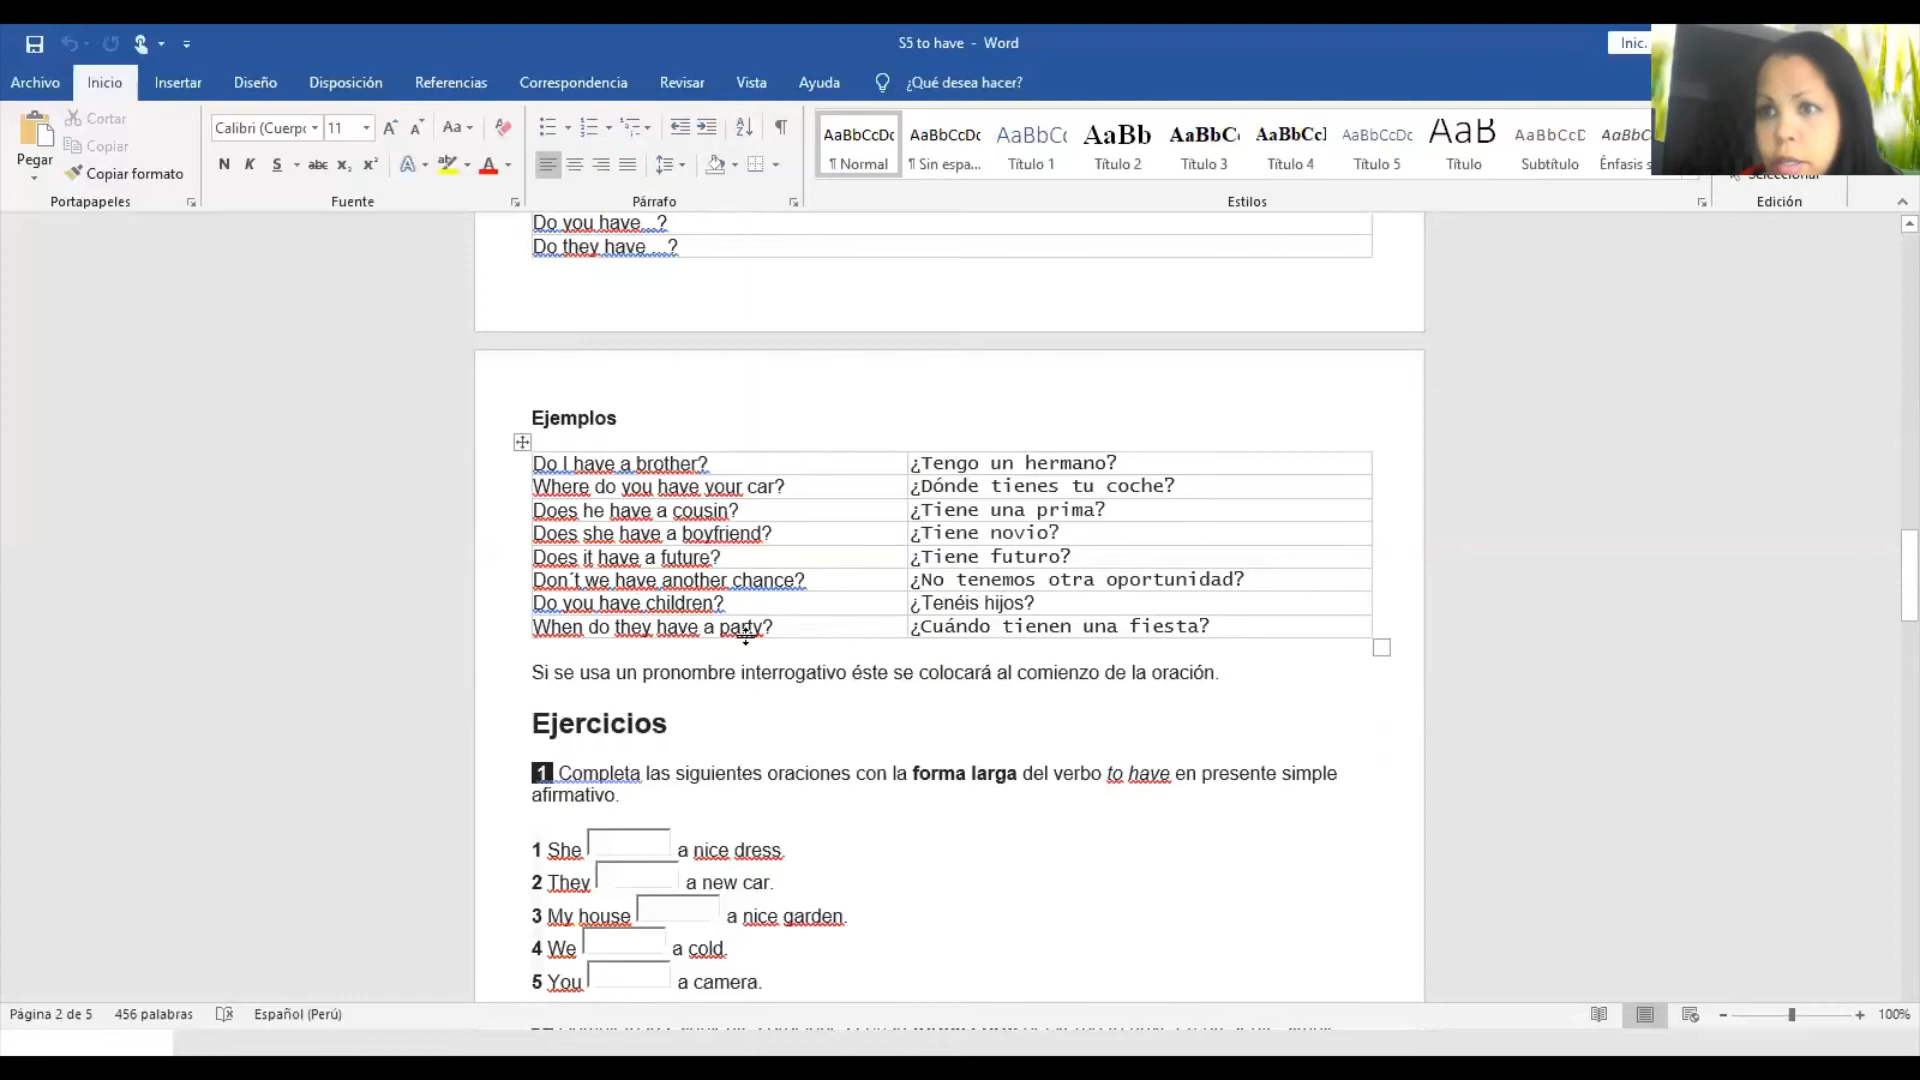 S5 to have - Word
Inic.
Archivo Inicio Insertar Diseño Disposición Referencias Correspondencia Revisar Vista Ayuda ¿Qué desea hacer?
Pegar
Cortar
Copiar
Copiar formato
Calibri (Cuerpo 11
N K S abc x₂ x²
AaBbCcDc AaBbCcDc AaBbCc AaBb AaBbC AaBbCcI AaBbCcDc AaB AaBbCcD AaBbCc
¶ Normal ¶ Sin espa... Título 1 Título 2 Título 3 Título 4 Título 5 Título Subtítulo Énfasis s
Seleccionar
Portapapeles Fuente Párrafo Estilos Edición
Do you have...?
Do they have ...?
Ejemplos
Do I have a brother? ¿Tengo un hermano?
Where do you have your car? ¿Dónde tienes tu coche?
Does he have a cousin? ¿Tiene una prima?
Does she have a boyfriend? ¿Tiene novio?
Does it have a future? ¿Tiene futuro?
Don´t we have another chance? ¿No tenemos otra oportunidad?
Do you have children? ¿Tenéis hijos?
When do they have a party? ¿Cuándo tienen una fiesta?
Si se usa un pronombre interrogativo éste se colocará al comienzo de la oración.
Ejercicios
1 Completa las siguientes oraciones con la forma larga del verbo to have en presente simple
afirmativo.
1 She a nice dress.
2 They a new car.
3 My house a nice garden.
4 We a cold.
5 You a camera.
Página 2 de 5 456 palabras Español (Perú) 100%